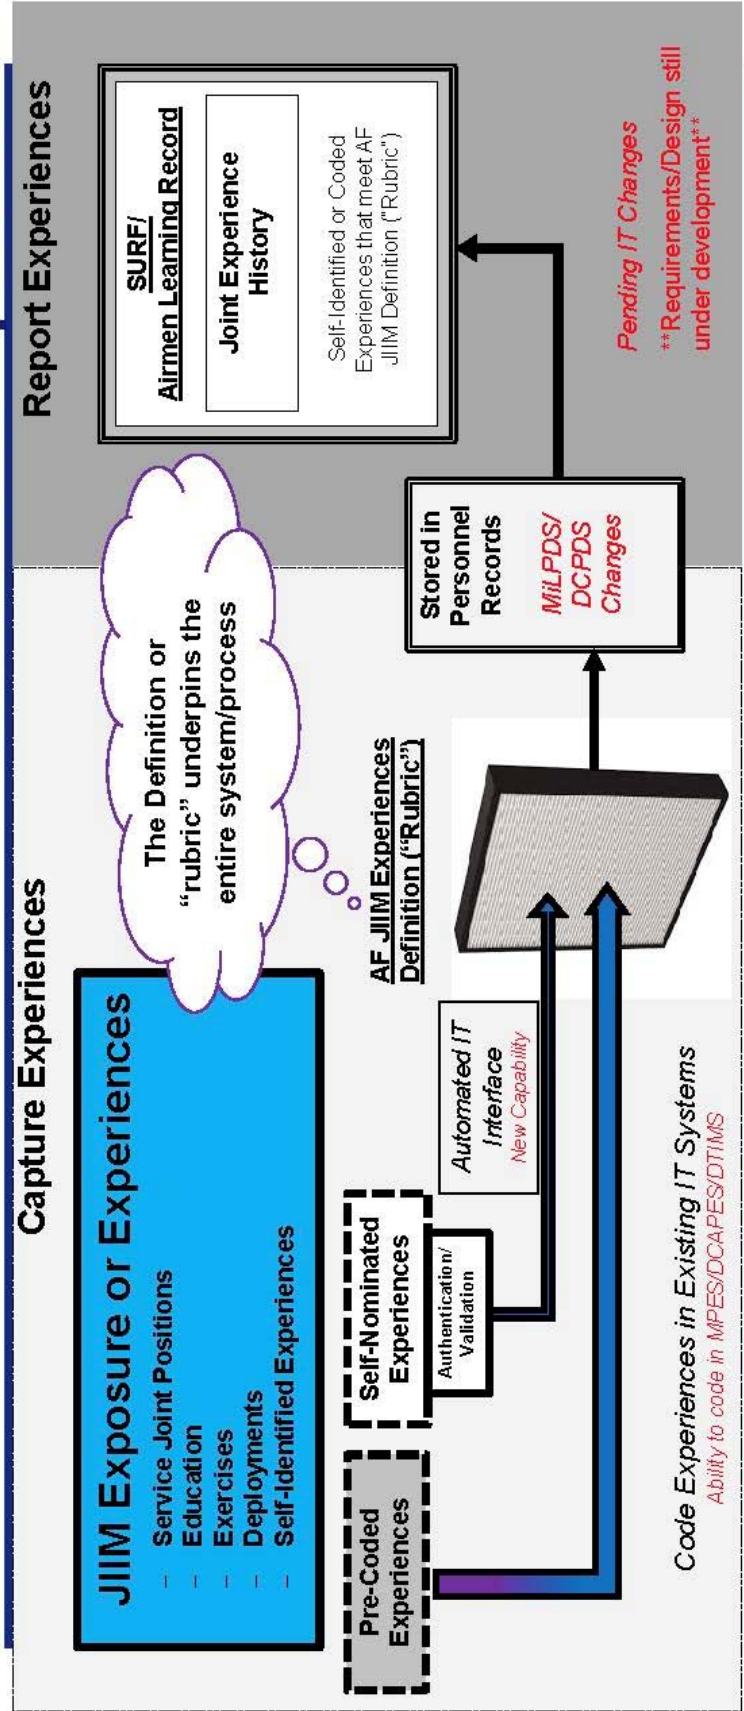 Capture Experiences
Report Experiences
JIIM Exposure or Experiences
– Service Joint Positions
– Education
– Exercises
– Deployments
– Self-Identified Experiences
The Definition or
“rubric” underpins the
entire system/process
SURF/
Airmen Learning Record
Joint Experience
History
Self-Identified or Coded
Experiences that meet AF
JIIM Definition ("Rubric")
Pre-Coded
Experiences
Self-Nominated
Experiences
Authentication/
Validation
AF JIIM Experiences
Definition (“Rubric”)
Automated IT
Interface
New Capability
Stored in
Personnel
Records
MilPDS/
DCPDS
Changes
Code Experiences in Existing IT Systems
Ability to code in MPES/DCAPES/DTIMS
Pending IT Changes
**Requirements/Design still
under development**